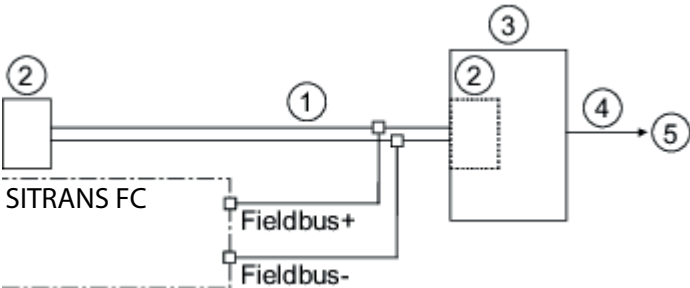 ③
② ②
①
④
⑤
SITRANS FC
Fieldbus+
Fieldbus-